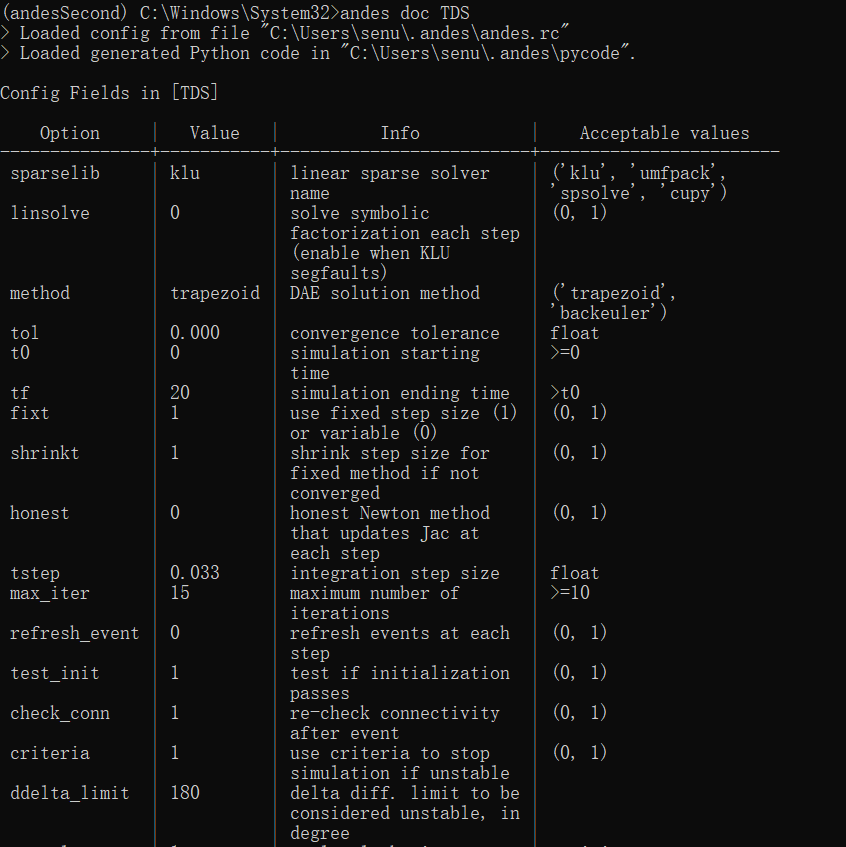 (andesSecond) C:\Windows\System32>andes doc TDS
> Loaded config from file "C:\Users\senu\.andes\andes.rc"
> Loaded generated Python code in "C:\Users\senu\.andes\pycode".
Config Fields in [TDS]
Option | Value | Info | Acceptable values
sparselib | klu | linear sparse solver | ('klu', 'umfpack',
name | 'spsolve', 'cupy')
linsolve | 0 | solve symbolic | (0, 1)
factorization each step
(enable when KLU
segfaults)
method | trapezoid | DAE solution method | ('trapezoid',
'backeuler')
tol | 0.000 | convergence tolerance | float
t0 | 0 | simulation starting | >=0
time
tf | 20 | simulation ending time | >t0
fixt | 1 | use fixed step size (1) | (0, 1)
or variable (0)
shrinkt | 1 | shrink step size for | (0, 1)
fixed method if not
converged
honest | 0 | honest Newton method | (0, 1)
that updates Jac at
each step
tstep | 0.033 | integration step size | float
max_iter | 15 | maximum number of | >=10
iterations
refresh_event | 0 | refresh events at each | (0, 1)
step
test_init | 1 | test if initialization | (0, 1)
passes
check_conn | 1 | re-check connectivity | (0, 1)
after event
criteria | 1 | use criteria to stop | (0, 1)
simulation if unstable
ddelta_limit | 180 | delta diff. limit to be
considered unstable, in
degree